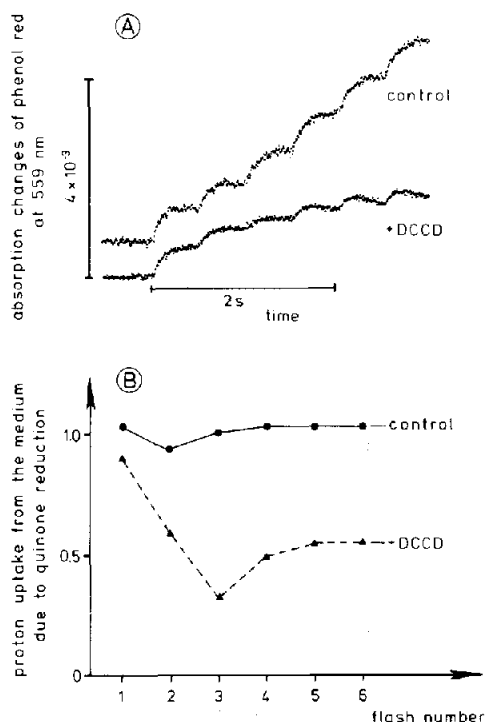 A
absorption changes of phenol red
at 559 nm
4 × 10⁻³
control
+ DCCD
2s
time
B
proton uptake from the medium
due to quinone reduction
1.0
0.5
0
control
DCCD
1 2 3 4 5 6
flash number